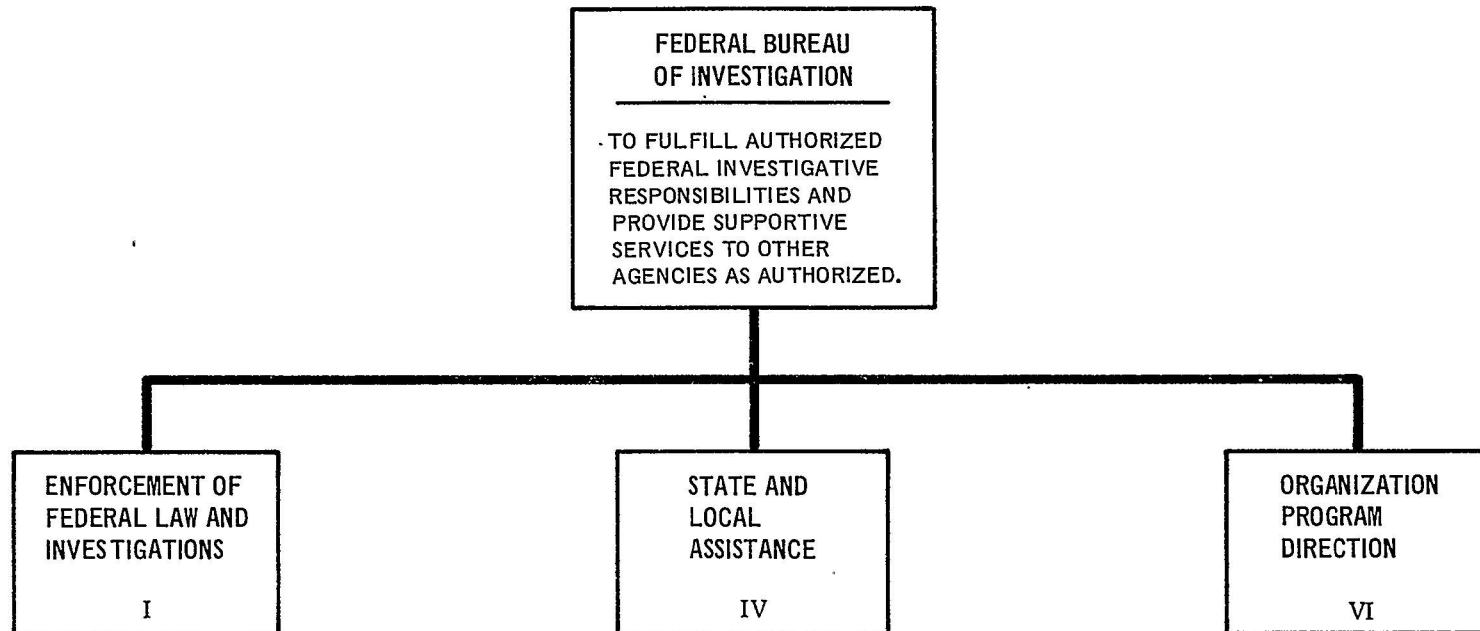 FEDERAL BUREAU
OF INVESTIGATION
TO FULFILL AUTHORIZED
FEDERAL INVESTIGATIVE
RESPONSIBILITIES AND
PROVIDE SUPPORTIVE
SERVICES TO OTHER
AGENCIES AS AUTHORIZED.
ENFORCEMENT OF
FEDERAL LAW AND
INVESTIGATIONS
I
STATE AND
LOCAL
ASSISTANCE
IV
ORGANIZATION
PROGRAM
DIRECTION
VI